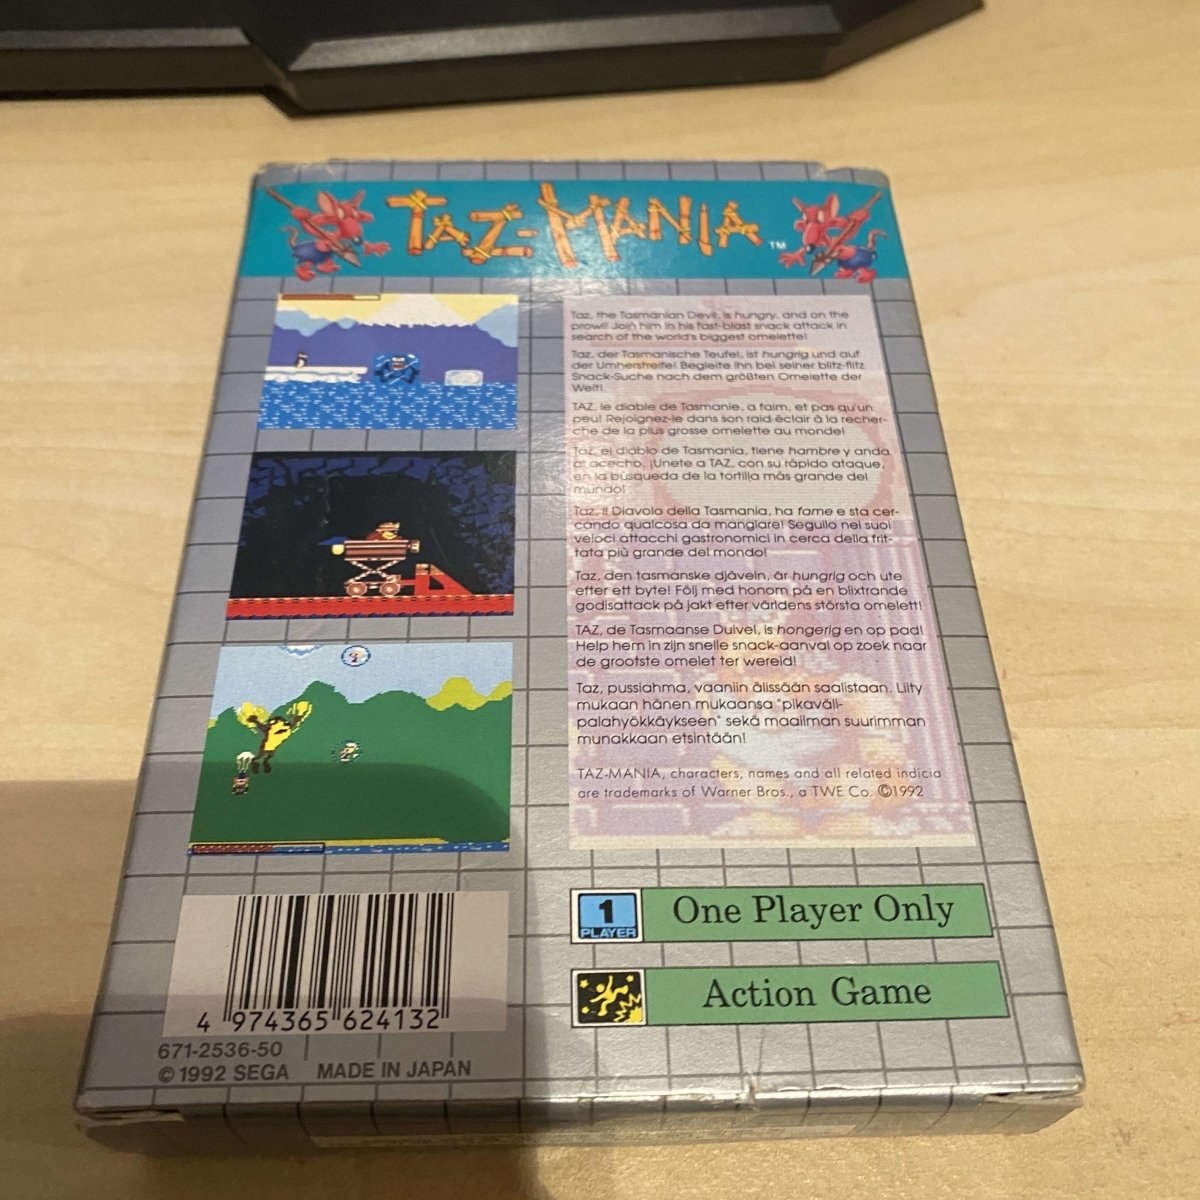 TAZ-MANIA™
Taz, the Tasmanian Devil, is hungry, and on the
prowl! Join him in his fast-blast snack attack in
search of the world's biggest omelette!
Taz, der Tasmanische Teufel, ist hungrig und auf
der Umherstreife! Begleite ihn bei seiner blitz-flitz
Snack-Suche nach dem größten Omelette der
Welt!
TAZ, le diable de Tasmanie, a faim, et pas qu'un
peu! Rejoignez-le dans son raid éclair à la recher-
che de la plus grosse omelette au monde!
Taz, el diablo de Tasmania, tiene hambre y anda
al acecho. ¡Unete a TAZ, con su rápido ataque,
en la búsqueda de la tortilla más grande del
mundo!
Taz, il Diavolo della Tasmania, ha fame e sta cer-
cando qualcosa da mangiare! Seguilo nei suoi
veloci attacchi gastronomici in cerca della frit-
tata più grande del mondo!
Taz, den tasmanske djävein, är hungrig och ute
efter ett byte! Följ med honom på en blixtrande
godisattack på jakt efter världens största omelett!
TAZ, de Tasmaanse Duivel, is hongerig en op pad!
Help hem in zijn snelle snack-aanval op zoek naar
de grootste omelet ter wereld!
Taz, pussiahma, vaaniin älissään saalistaan. Liity
mukaan hänen mukaansa "pikaväli-
palahyökkäykseen" sekä maailman suurimman
munakkaan etsintään!
TAZ-MANIA, characters, names and all related indicia
are trademarks of Warner Bros., a TWE Co. ©1992
1
PLAYER
One Player Only
Action Game
4 974365 624132
671-2536-50
© 1992 SEGA MADE IN JAPAN